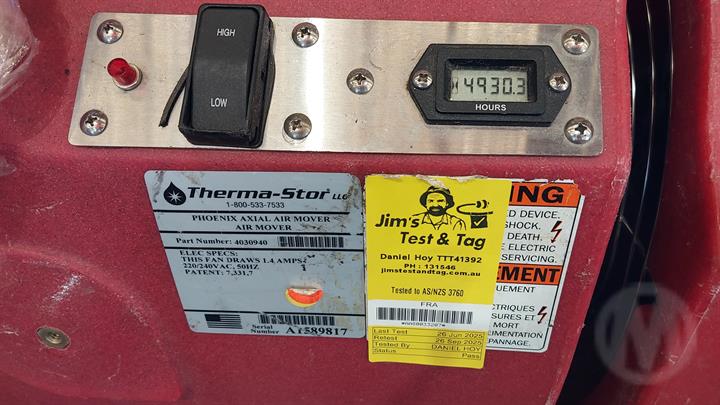 HIGH
LOW
4930.3
HOURS
Therma-Stor LLC
1-800-533-7533
PHOENIX AXIAL AIR MOVER
AIR MOVER
Part Number: 4030940
ELEC SPECS:
THIS FAN DRAWS 1.4 AMPS
220/240VAC, 50HZ
PATENT: 7,331,7
Serial
Number
589817
Jim's
Test & Tag
Daniel Hoy TTT41392
PH : 131546
jimstestandtag.com.au
Tested to AS/NZS 3760
FRA
Last Test 26 Jun 2025
Retest 26 Sep 2025
Tested By DANIEL HOY
Status Pass
NING
D DEVICE.
SHOCK.
DEATH.
E ELECTRIC
SERVICING.
EMENT
UEMENT
CTRIQUES
SURES ET
MORT
LIMENTATION
PANNAGE.
W